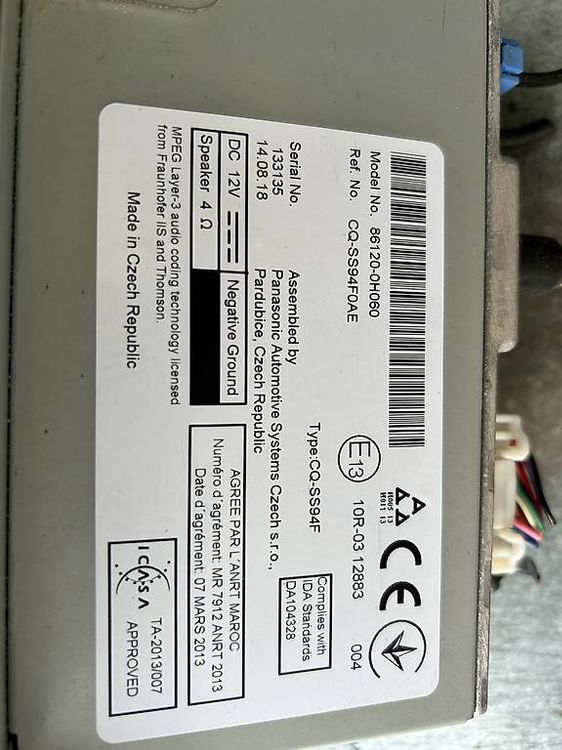 Model No. 86120-0H060
Ref. No. CQ-SS94F0AE
E13
10R-03 12883
004
CE
Serial No.
133135
14.08.18
Assembled by
Panasonic Automotive Systems Czech s.r.o.,
Pardubice, Czech Republic
Type:CQ-SS94F
Complies with
IDA Standards
DA104328
DC 12V
Negative Ground
Speaker 4 Ω
AGREE PAR L'ANRT MAROC
Numéro d'agrément: MR 7912 ANRT 2013
Date d'agrément: 07 MARS 2013
MPEG Layer-3 audio coding technology licensed
from Fraunhofer IIS and Thomson.
Made in Czech Republic
ICASA
TA-2013/007
APPROVED